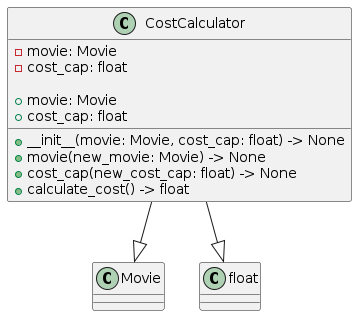 C CostCalculator
movie: Movie
cost_cap: float
movie: Movie
cost_cap: float
__init__(movie: Movie, cost_cap: float) -> None
movie(new_movie: Movie) -> None
cost_cap(new_cost_cap: float) -> None
calculate_cost() -> float
C Movie
C float